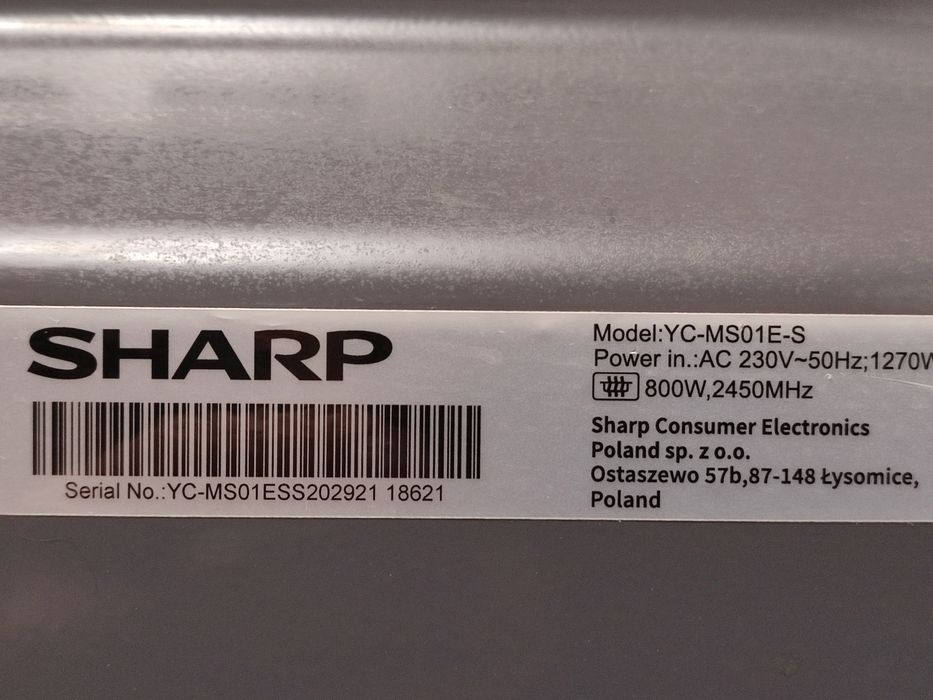 SHARP
Serial No.:YC-MS01ESS202921 18621
Model:YC-MS01E-S
Power in.:AC 230V~50Hz;1270W
800W,2450MHz
Sharp Consumer Electronics
Poland sp. z o.o.
Ostaszewo 57b,87-148 Łysomice,
Poland